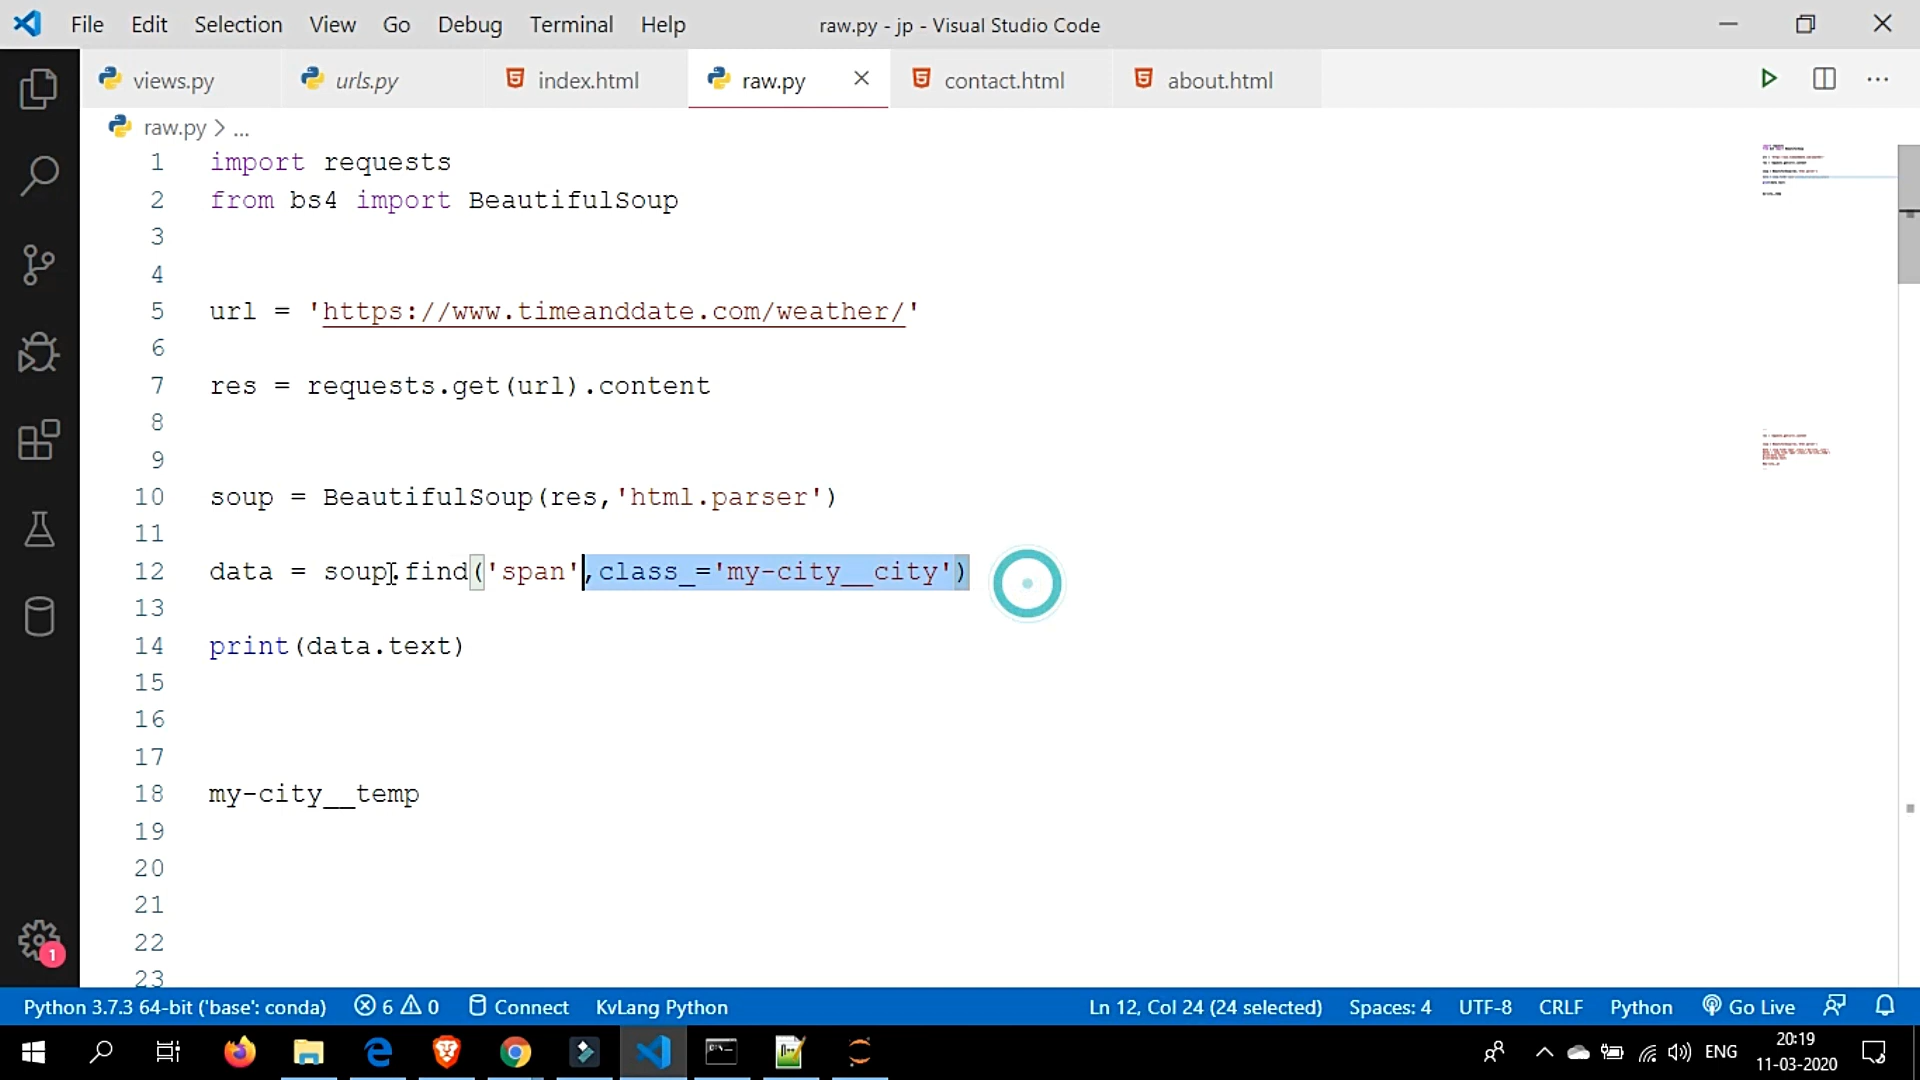 File Edit Selection View Go Debug Terminal Help raw.py - jp - Visual Studio Code
views.py urls.py index.html raw.py contact.html about.html
raw.py > ...
1 import requests
2 from bs4 import BeautifulSoup
3
4
5 url = 'https://www.timeanddate.com/weather/'
6
7 res = requests.get(url).content
8
9
10 soup = BeautifulSoup(res,'html.parser')
11
12 data = soup.find('span',class_='my-city__city')
13
14 print(data.text)
15
16
17
18 my-city__temp
19
20
21
22
23
1
Python 3.7.3 64-bit ('base': conda) 6 0 Connect KvLang Python Ln 12, Col 24 (24 selected) Spaces: 4 UTF-8 CRLF Python Go Live
ENG 20:19
11-03-2020